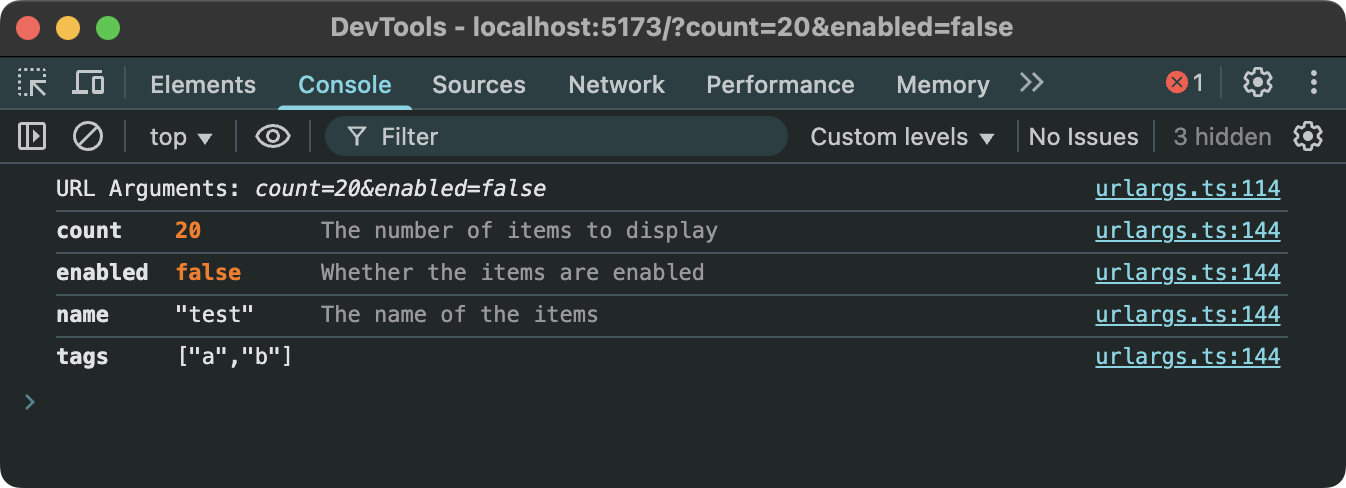 DevTools - localhost:5173/?count=20&enabled=false
Elements Console Sources Network Performance Memory 1
top Filter Custom levels No Issues 3 hidden
URL Arguments: count=20&enabled=false urlargs.ts:114
count 20 The number of items to display urlargs.ts:144
enabled false Whether the items are enabled urlargs.ts:144
name "test" The name of the items urlargs.ts:144
tags ["a","b"] urlargs.ts:144